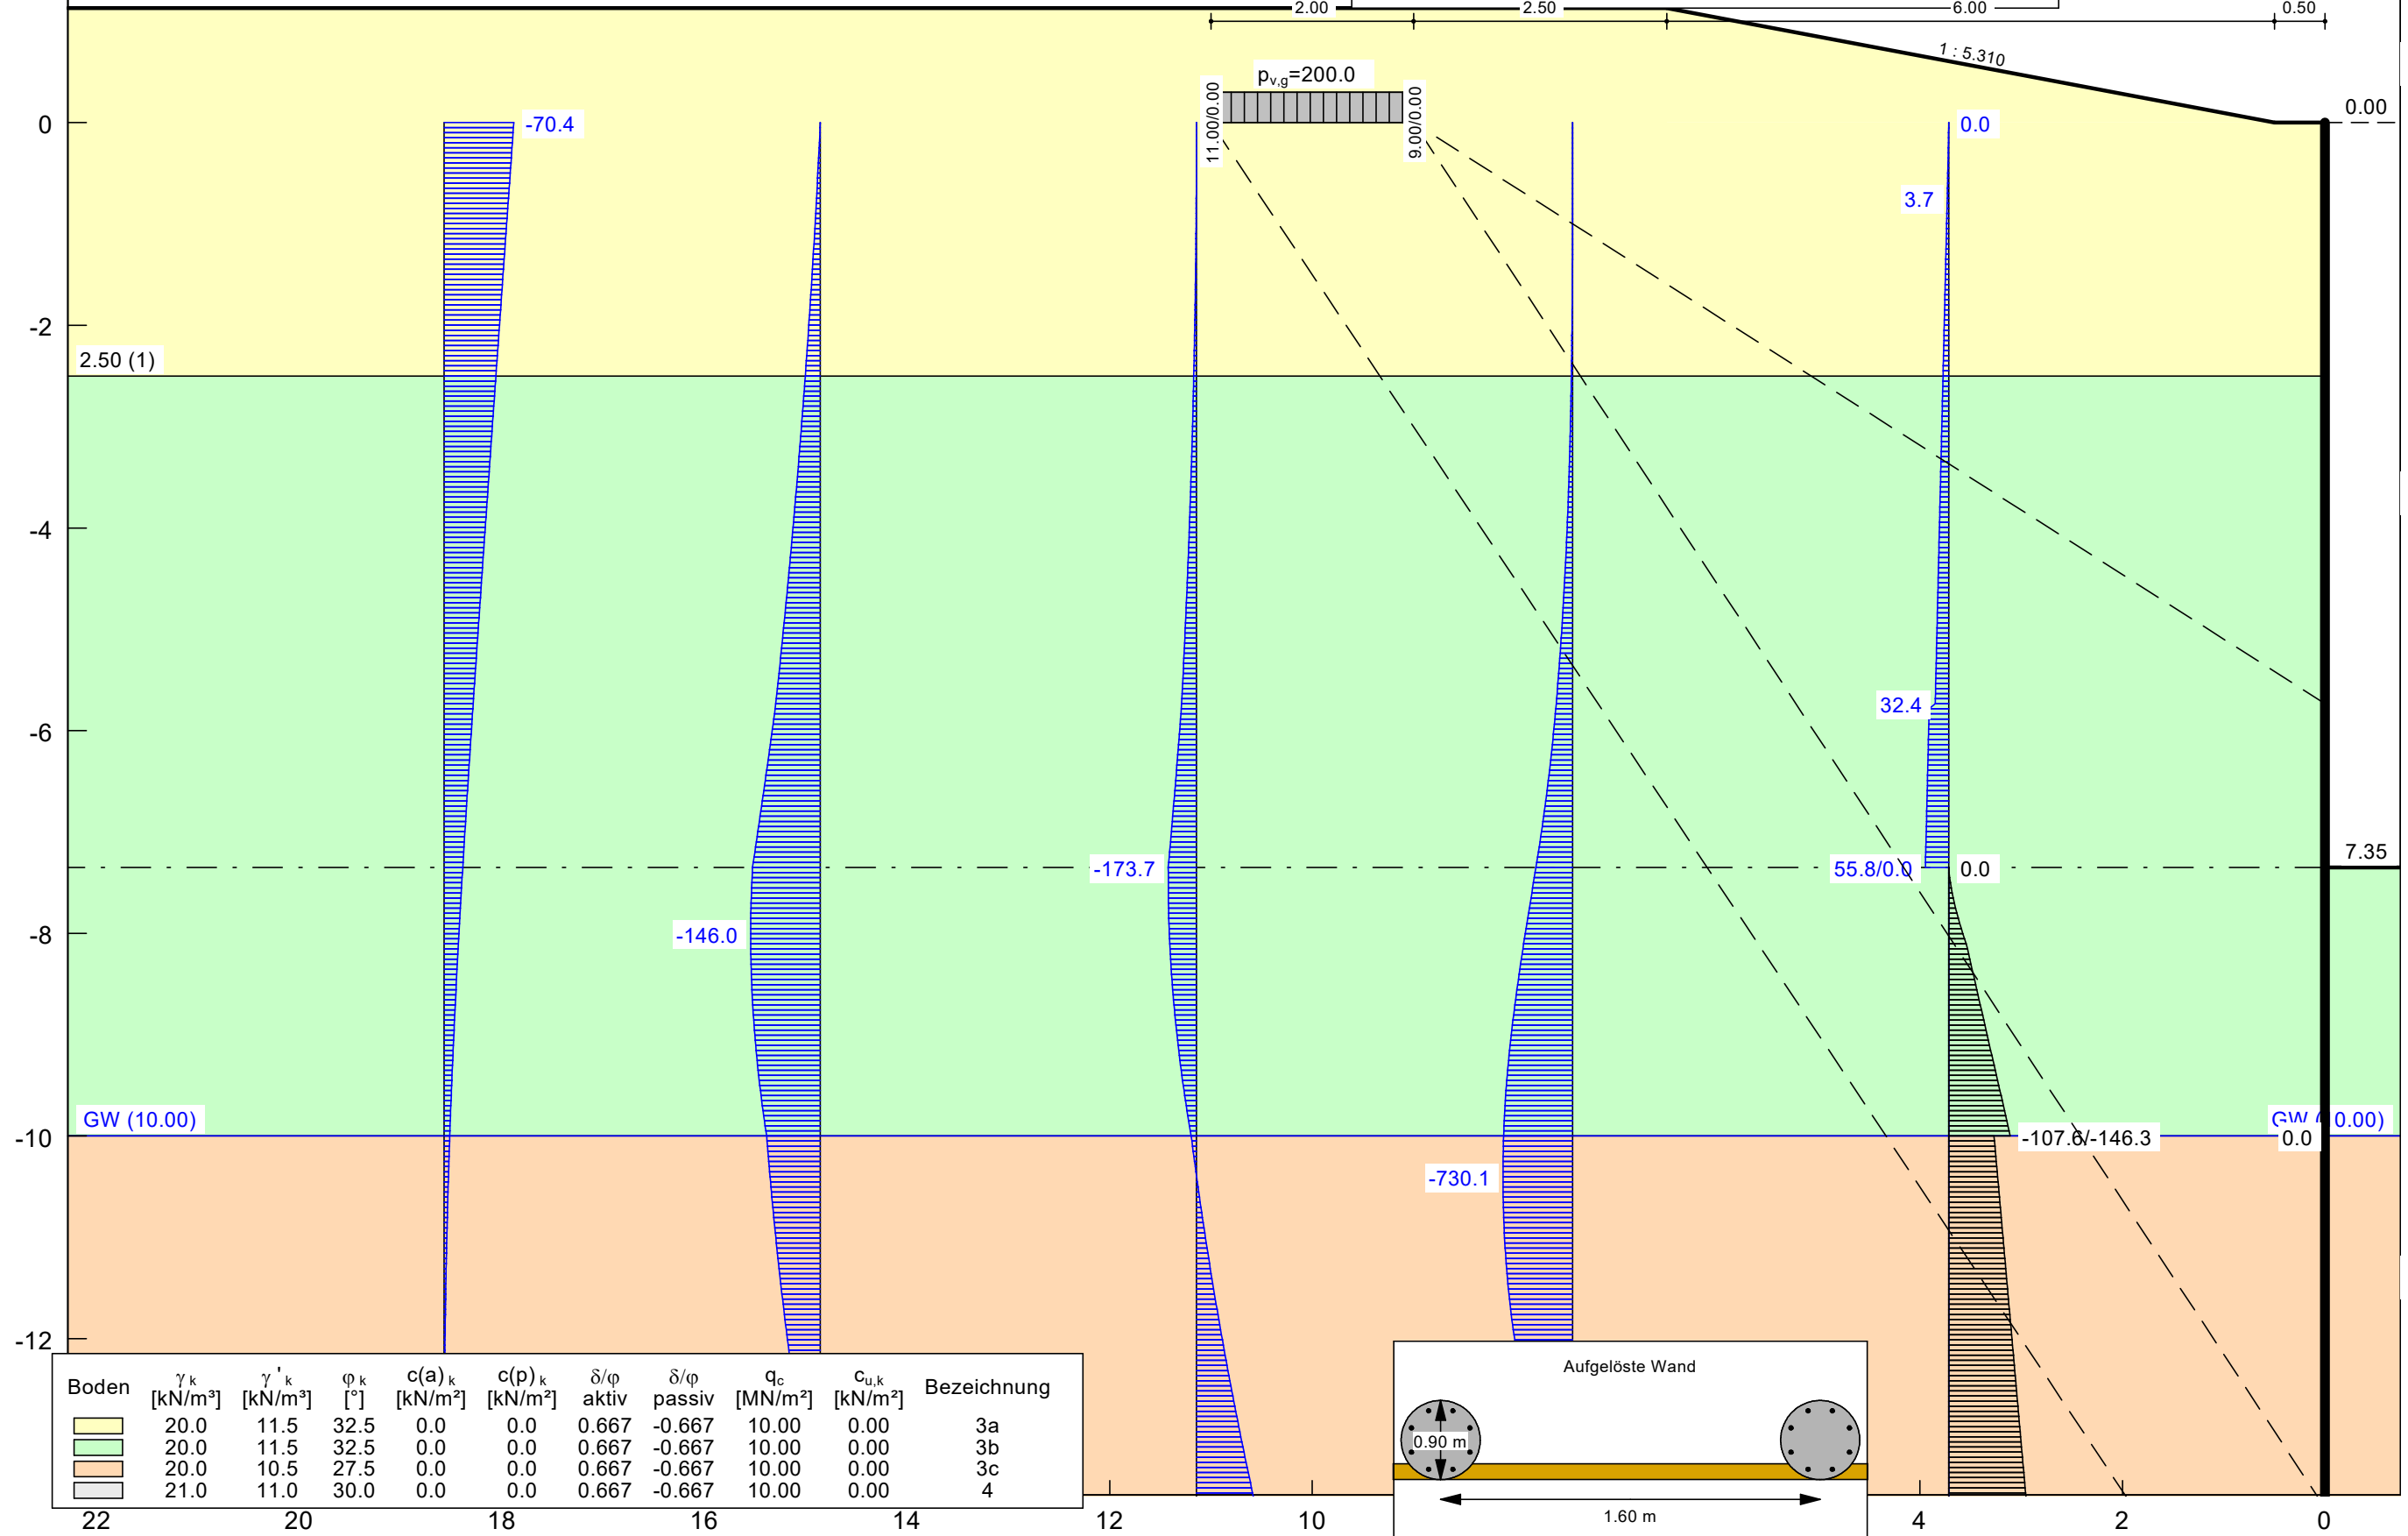 2.00 2.50 6.00 0.50
1 : 5.310
pv,g=200.0
11.00/0.00
9.00/0.00
0.00
0
-70.4
0.0
3.7
-2
2.50 (1)
-4
-6
32.4
7.35
-173.7
55.8/0.0
0.0
-8
-146.0
GW (10.00)
GW (10.00)
-10
-107.6/-146.3
0.0
-730.1
-12
Boden γk γ'k φk c(a)k c(p)k δ/φ δ/φ qc cu,k Bezeichnung
[kN/m³] [kN/m³] [°] [kN/m²] [kN/m²] aktiv passiv [MN/m²] [kN/m²]
20.0 11.5 32.5 0.0 0.0 0.667 -0.667 10.00 0.00 3a
20.0 11.5 32.5 0.0 0.0 0.667 -0.667 10.00 0.00 3b
20.0 10.5 27.5 0.0 0.0 0.667 -0.667 10.00 0.00 3c
21.0 11.0 30.0 0.0 0.0 0.667 -0.667 10.00 0.00 4
Aufgelöste Wand
0.90 m
1.60 m
22 20 18 16 14 12 10 4 2 0